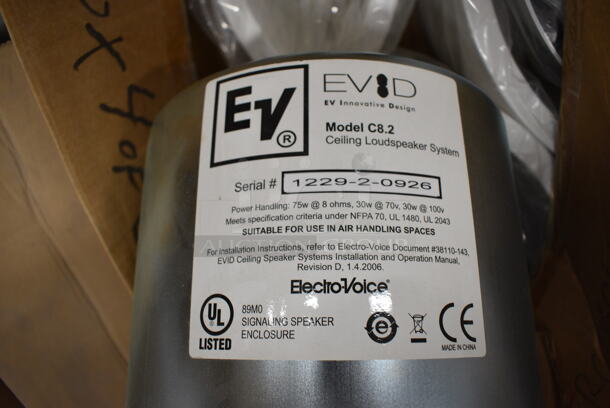 OX 4 OF
EV®
EVID
EV Innovative Design
Model C8.2
Ceiling Loudspeaker System
Serial # 1229-2-0926
Power Handling: 75w @ 8 ohms, 30w @ 70v, 30w @ 100v
Meets specification criteria under NFPA 70, UL 1480, UL 2043
SUITABLE FOR USE IN AIR HANDLING SPACES
For installation Instructions, refer to Electro-Voice Document #38110-143,
EVID Ceiling Speaker Systems Installation and Operation Manual,
Revision D, 1.4.2006.
Electro-Voice®
UL
LISTED
89M0
SIGNALING SPEAKER
ENCLOSURE
e
CE
MADE IN CHINA